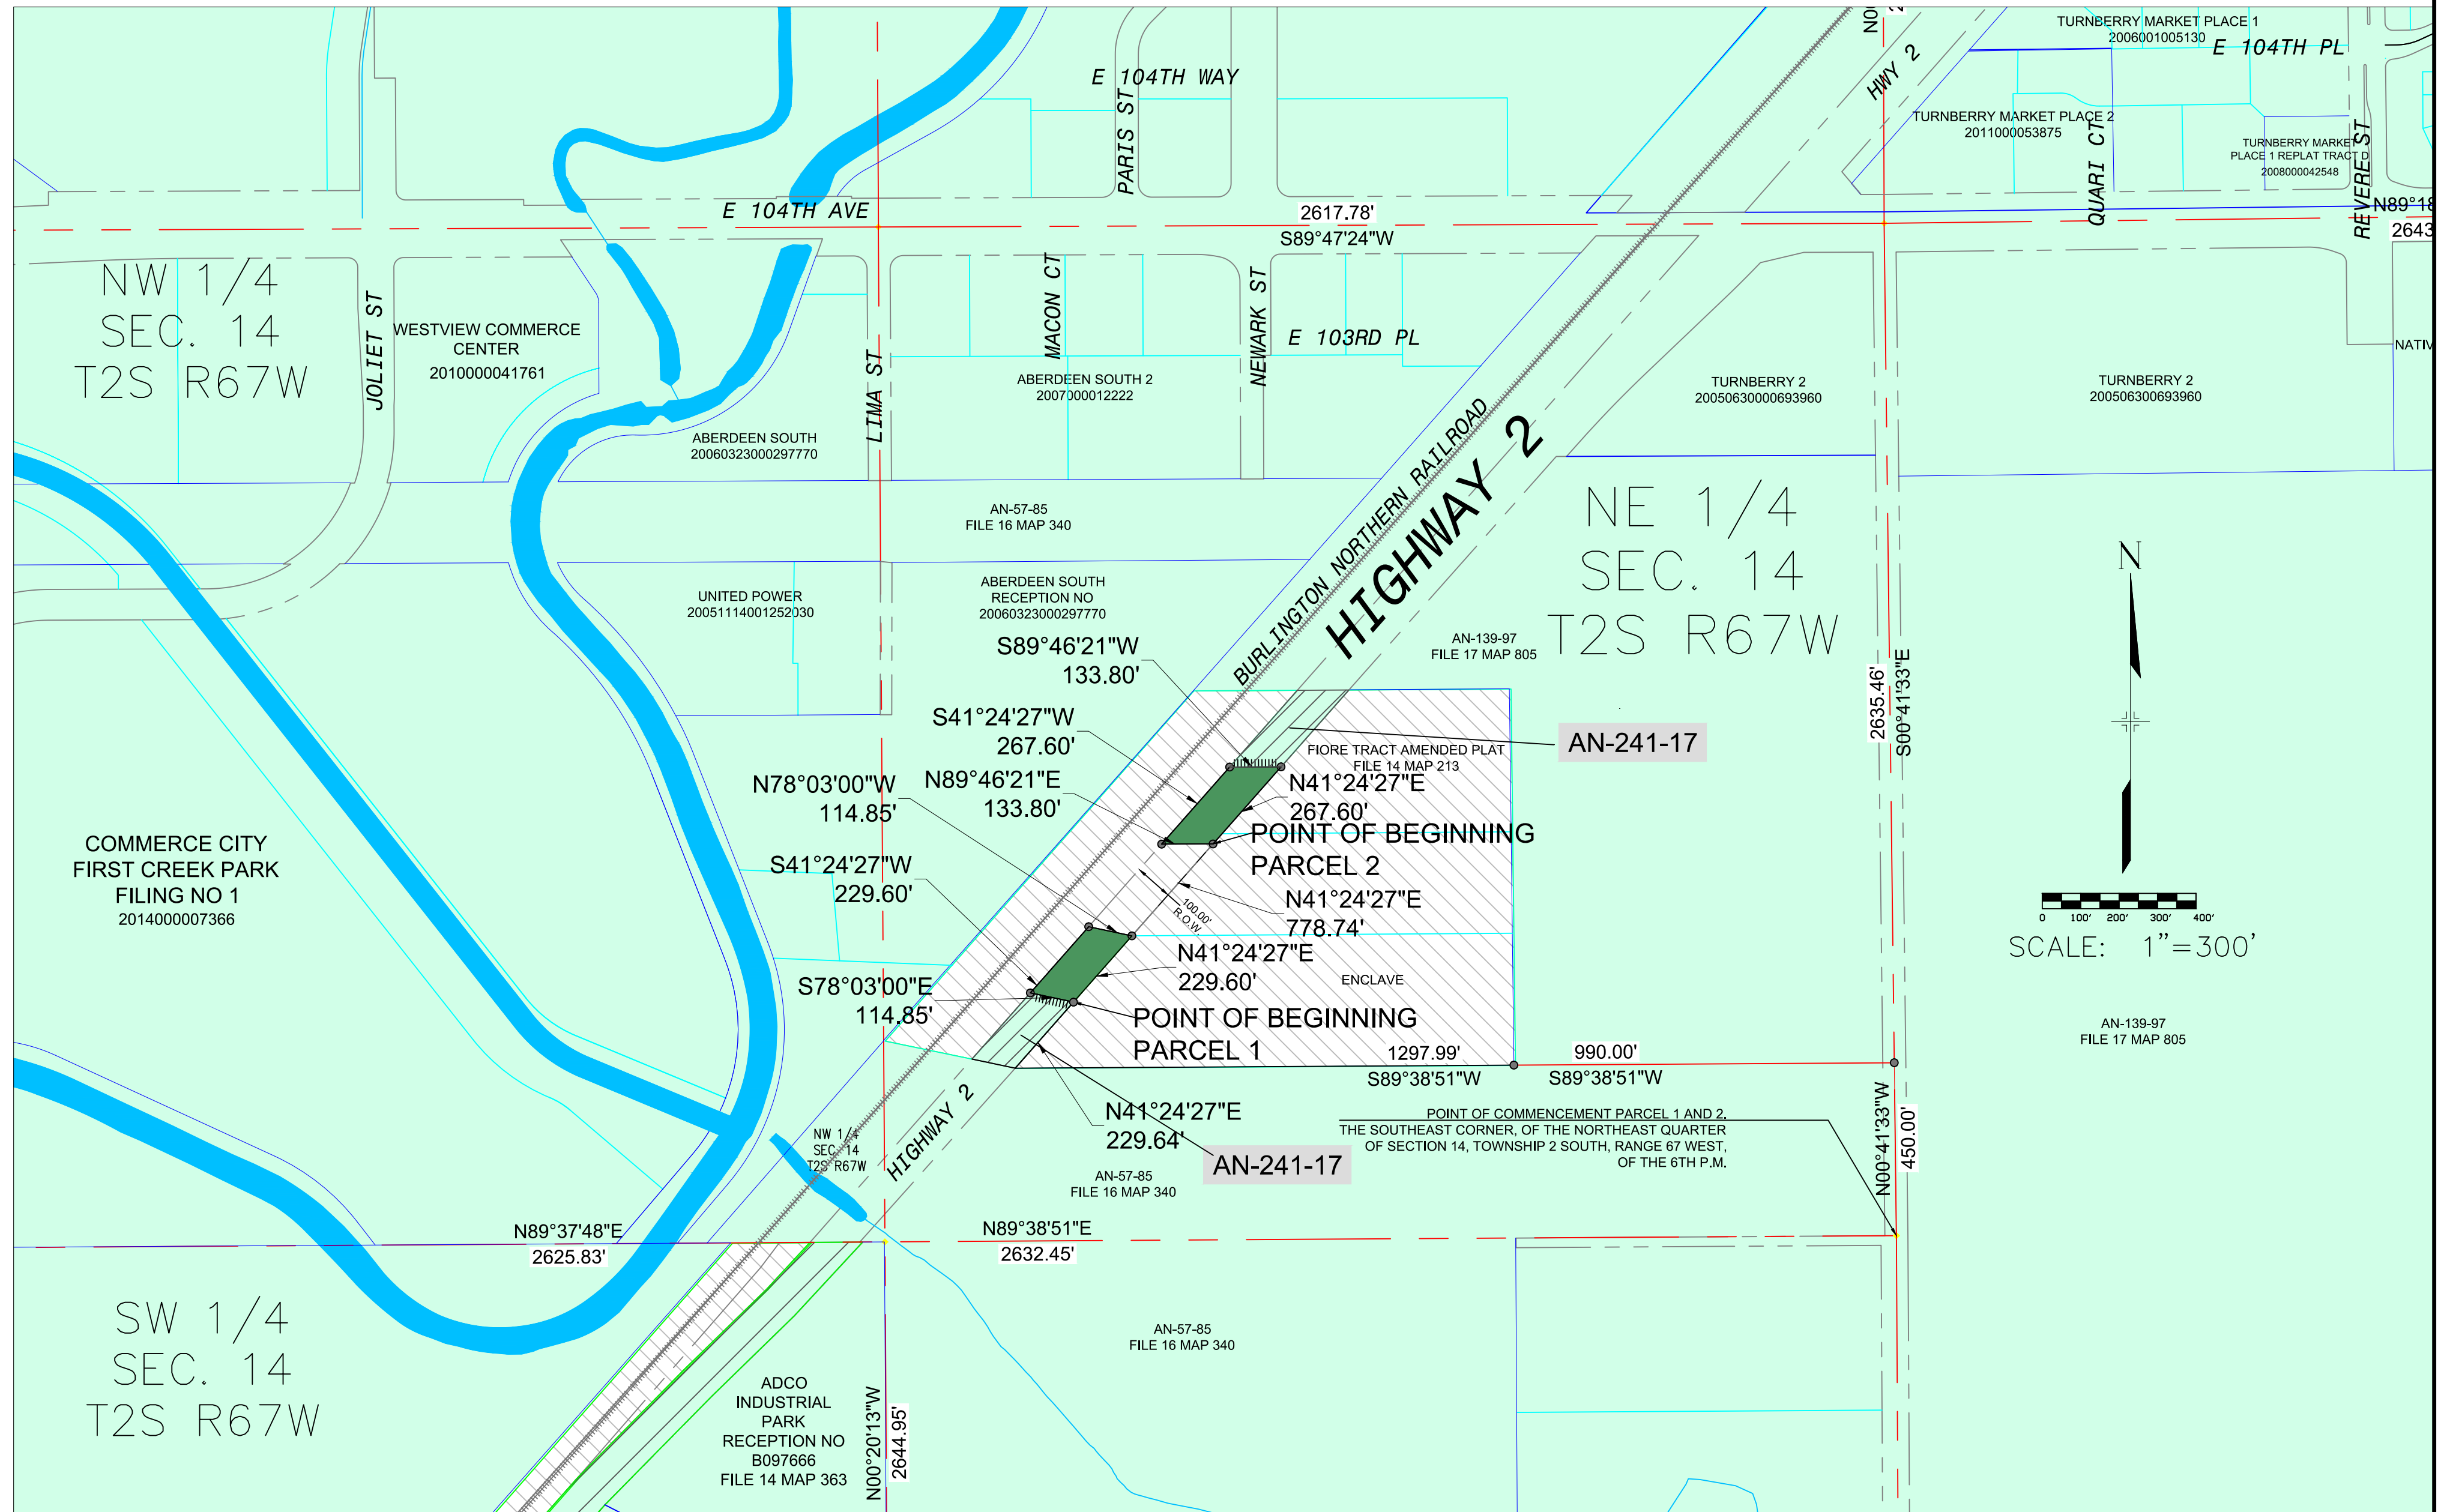 TURNBERRY MARKET PLACE 1
2006001005130
E 104TH PL
E 104TH WAY
PARIS ST
HWY 2
TURNBERRY MARKET PLACE 2
2011000053875
QUARI CT
REVERE ST
TURNBERRY MARKET
PLACE 1 REPLAT TRACT D
2008000042548
E 104TH AVE
2617.78'
S89°47'24"W
N89°18
2643
NW 1/4
SEC. 14
T2S R67W
JOLIET ST
WESTVIEW COMMERCE
CENTER
2010000041761
LIMA ST
MACON CT
NEWARK ST
E 103RD PL
ABERDEEN SOUTH 2
2007000012222
ABERDEEN SOUTH
20060323000297770
TURNBERRY 2
20050630000693960
TURNBERRY 2
200506300693960
NATIV
BURLINGTON NORTHERN RAILROAD
HIGHWAY 2
AN-57-85
FILE 16 MAP 340
NE 1/4
SEC. 14
T2S R67W
N
UNITED POWER
20051114001252030
ABERDEEN SOUTH
RECEPTION NO
20060323000297770
AN-139-97
FILE 17 MAP 805
2635.46'
S00°41'33"E
S89°46'21"W
133.80'
S41°24'27"W
267.60'
AN-241-17
FIORE TRACT AMENDED PLAT
FILE 14 MAP 213
N78°03'00"W
114.85'
N89°46'21"E
133.80'
N41°24'27"E
267.60'
POINT OF BEGINNING
PARCEL 2
S41°24'27"W
229.60'
100.00'
R.O.W.
N41°24'27"E
778.74'
COMMERCE CITY
FIRST CREEK PARK
FILING NO 1
2014000007366
0 100' 200' 300' 400'
SCALE: 1"=300'
N41°24'27"E
229.60'
ENCLAVE
S78°03'00"E
114.85'
POINT OF BEGINNING
PARCEL 1
1297.99'
S89°38'51"W
990.00'
S89°38'51"W
AN-139-97
FILE 17 MAP 805
N41°24'27"E
229.64'
AN-241-17
POINT OF COMMENCEMENT PARCEL 1 AND 2.
THE SOUTHEAST CORNER, OF THE NORTHEAST QUARTER
OF SECTION 14, TOWNSHIP 2 SOUTH, RANGE 67 WEST,
OF THE 6TH P.M.
N00°41'33"W
450.00'
NW 1/4
SEC 14
T2S R67W
HIGHWAY 2
AN-57-85
FILE 16 MAP 340
N89°37'48"E
2625.83'
N89°38'51"E
2632.45'
SW 1/4
SEC. 14
T2S R67W
AN-57-85
FILE 16 MAP 340
ADCO
INDUSTRIAL
PARK
RECEPTION NO
B097666
FILE 14 MAP 363
N00°20'13"W
2644.95'